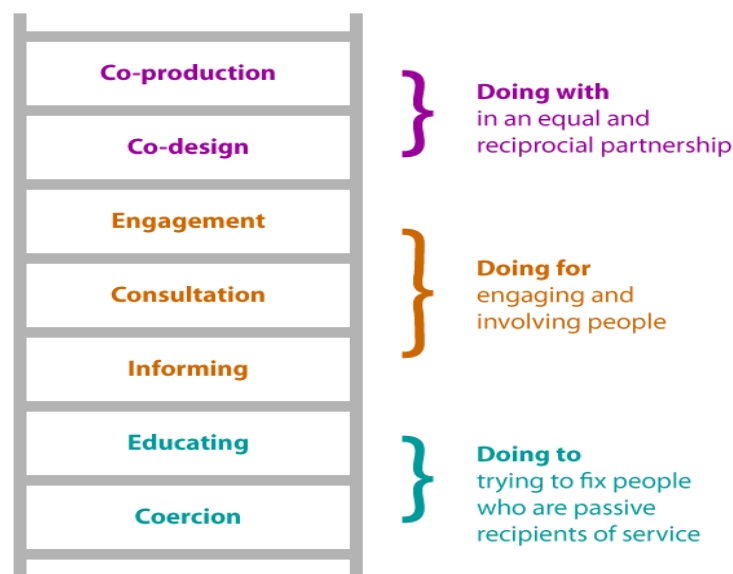 Co-production
Co-design
Doing with
in an equal and
reciprocial partnership
Engagement
Consultation
Informing
Doing for
engaging and
involving people
Educating
Coercion
Doing to
trying to fix people
who are passive
recipients of service